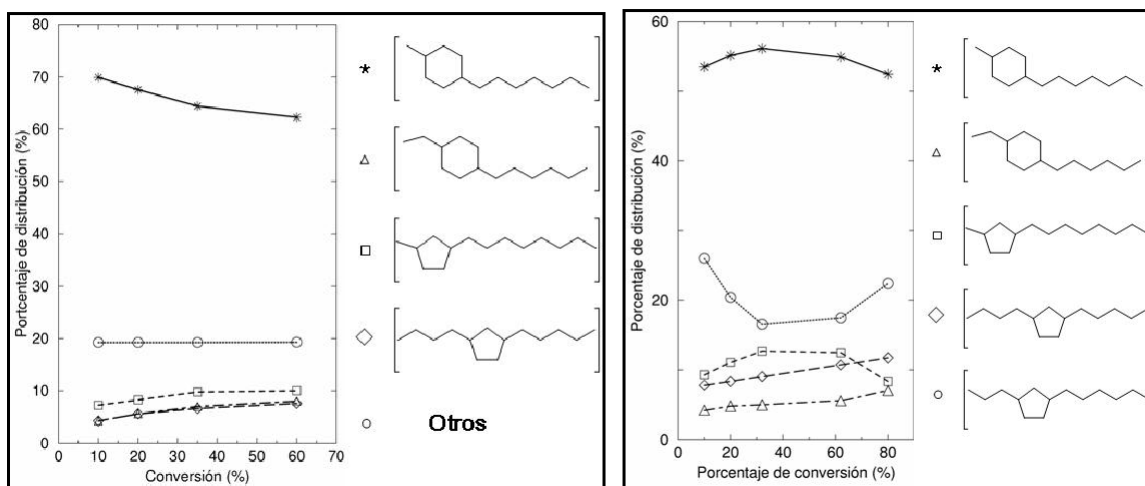 80
70
60
50
40
30
20
10
0
Portcentaje de distribución (%)
0 10 20 30 40 50 60 70
Conversión (%)
Otros
60
40
20
0
Porcentaje de distribución (%)
0 20 40 60 80
Porcentaje de conversión (%)